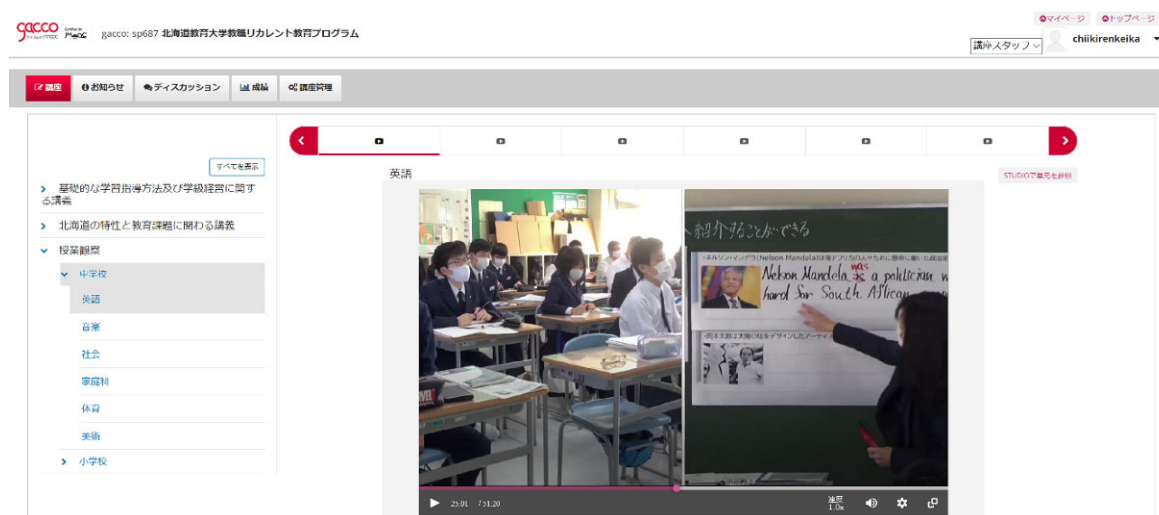 マイページ トップページ
gacco
gacco: sp687 北海道教育大学教職リカレント教育プログラム
講座スタッフ
chiikirenkeika
講座
お知らせ
ディスカッション
成績
講座管理
すべてを表示
基礎的な学習指導方法及び学級経営に関す
る講義
北海道の特性と教育課題に関わる講義
授業観察
中学校
英語
音楽
社会
家庭科
体育
美術
小学校
英語
STUDIOで単元を参照
紹介することができる
Nelson Mandela is was a politician w
hard for South African
25:01 / 51:20
速度
1.0x